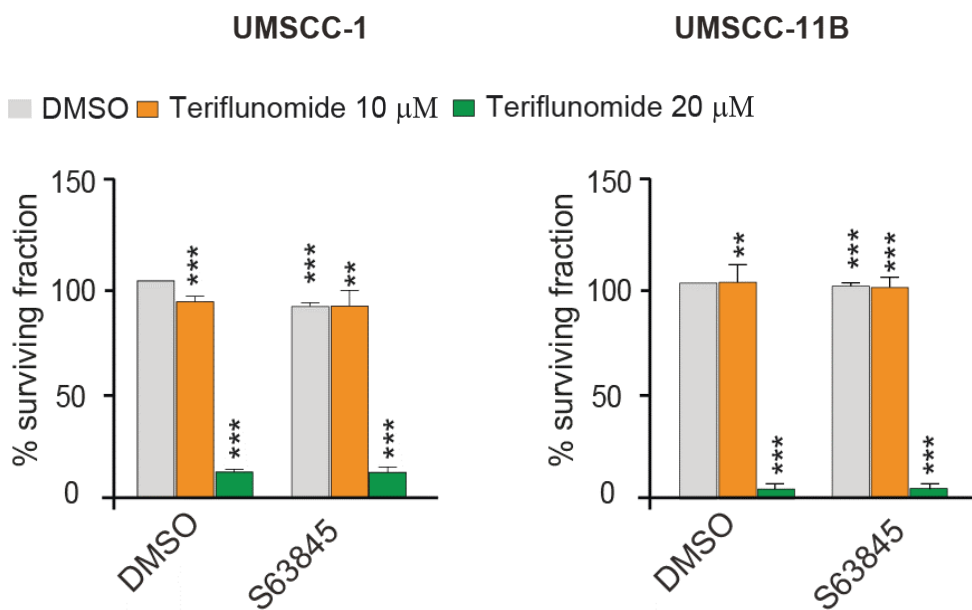 UMSCC-1
UMSCC-11B
DMSO Teriflunomide 10 μM Teriflunomide 20 μM
% surviving fraction
150
100
50
0
***
***
***
**
***
DMSO
S63845
% surviving fraction
150
100
50
0
**
***
***
***
***
DMSO
S63845